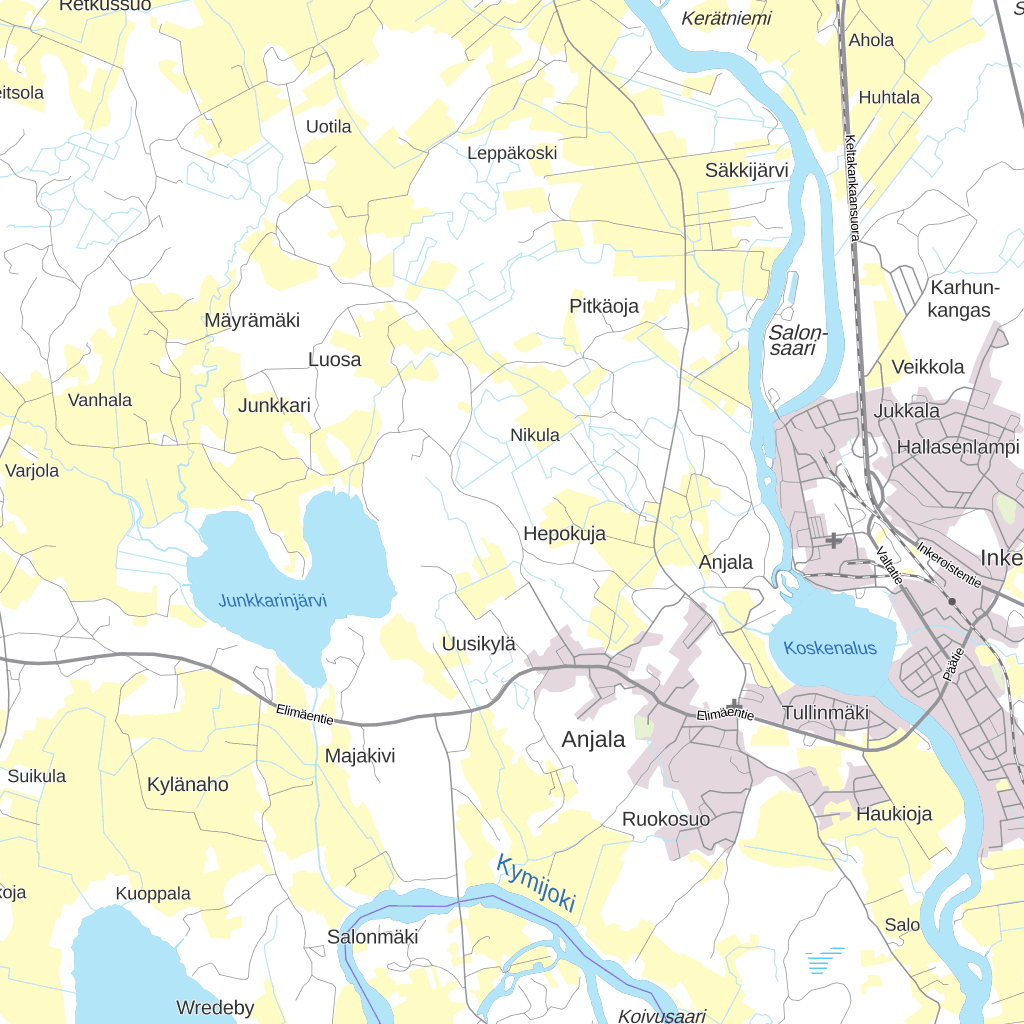 Retkussuo
Kerätniemi
Ahola
Huhtala
Uotila
Leppäkoski
Säkkijärvi
Keltakankaansuora
Karhun-
kangas
Pitkäoja
Mäyrämäki
Salon-
saari
Luosa
Veikkola
Vanhala
Junkkari
Jukkala
Nikula
Hallasenlampi
Varjola
Hepokuja
Anjala
Inkeroistentie
Valtatie
Inke
Junkkarinjärvi
Uusikylä
Koskenalus
Päätie
Elimäentie
Elimäentie
Tullinmäki
Anjala
Majakivi
Suikula
Kylänaho
Ruokosuo
Haukioja
Kymijoki
Kuoppala
Salo
Salonmäki
Wredeby
Koivusaari